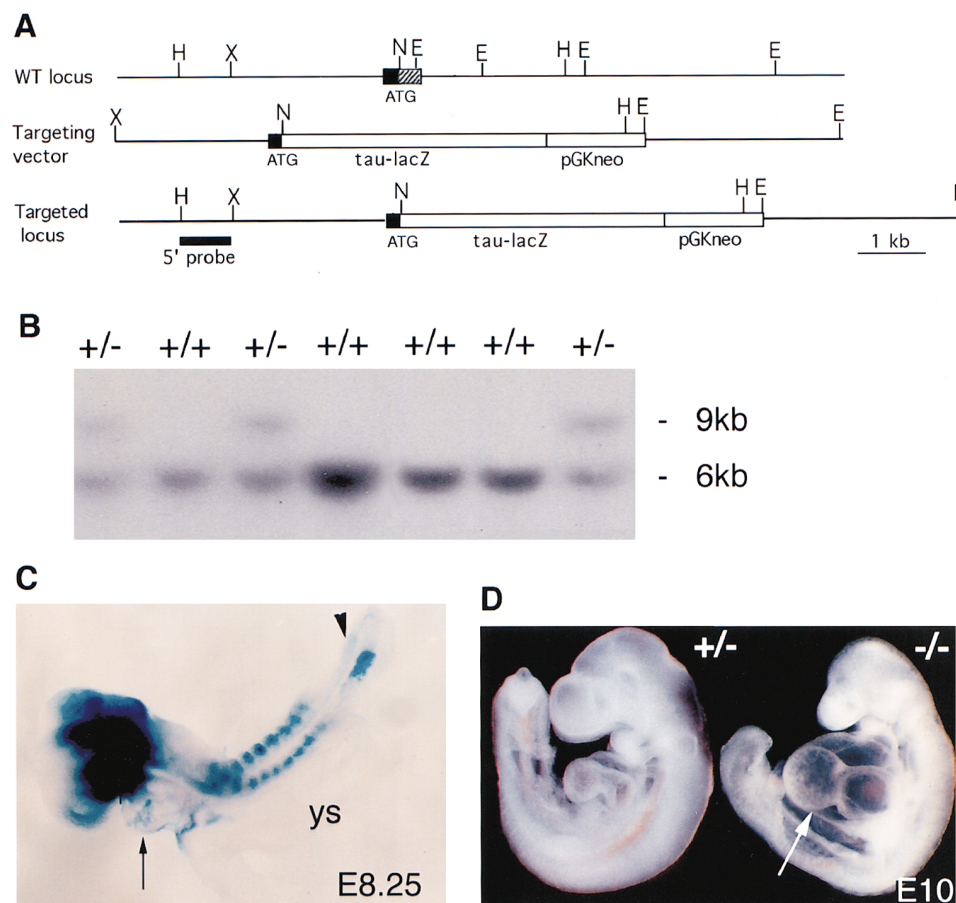 A
H X N E E H E E
WT locus
ATG
X N H E E
Targeting
vector
ATG tau-lacZ pGKneo
H X N H E
Targeted
locus
ATG tau-lacZ pGKneo
5' probe
1 kb
B
+/- +/+ +/- +/+ +/+ +/+ +/-
- 9kb
- 6kb
C
ys
E8.25
D
+/- -/-
E10